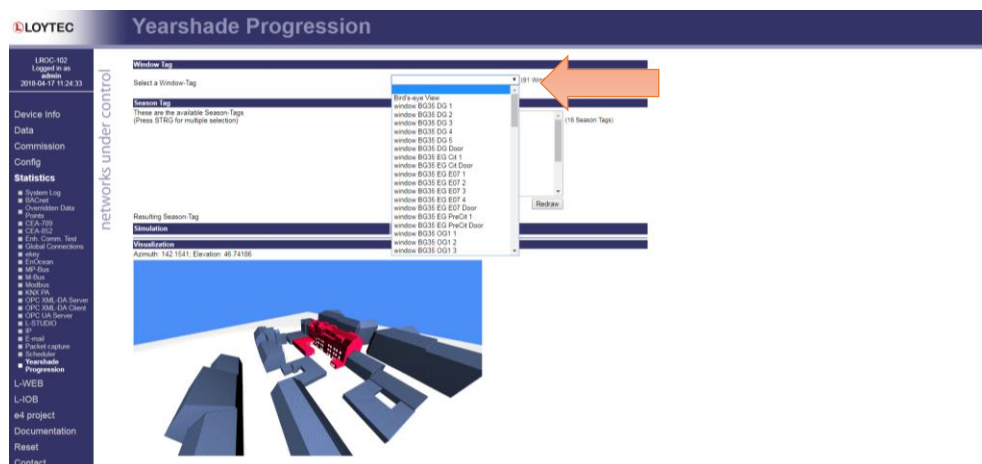 LOYTEC
Yearshade Progression
LROC-102
Logged in as
admin
2018-04-17 11:24:33
Device Info
Data
Commission
Config
Statistics
System Log
BACnet
Overridden Data
Points
CEA-709
CEA-852
Enh. Comm. Test
Global Connections
ekey
EnOcean
MP-Bus
M-Bus
Modbus
KNX PA
OPC XML-DA Server
OPC XML-DA Client
OPC UA Server
L-STUDIO
IP
E-mail
Packet capture
Scheduler
Yearshade
Progression
L-WEB
L-IOB
e4 project
Documentation
Reset
Contact
networks under control
Window Tag
Select a Window-Tag
(91
Bird's-eye View
window BG35 DG 1
window BG35 DG 2
window BG35 DG 3
window BG35 DG 4
window BG35 DG 5
window BG35 DG Door
window BG35 EG Cit 1
window BG35 EG Cit Door
window BG35 EG E07 1
window BG35 EG E07 2
window BG35 EG E07 3
window BG35 EG E07 4
window BG35 EG E07 Door
window BG35 EG PreCit 1
window BG35 EG PreCit Door
window BG35 OG1 1
window BG35 OG1 2
window BG35 OG1 3
Season Tag
These are the available Season-Tags
(Press STRG for multiple selection)
(16 Season Tags)
Redraw
Resulting Season-Tag
Simulation
Visualization
Azimuth: 142.1541; Elevation: 46.74186